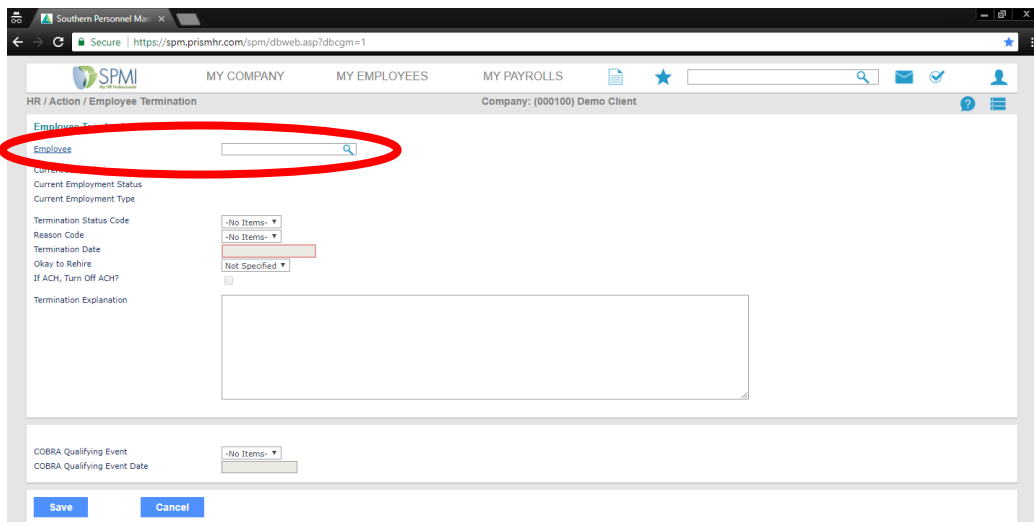 Southern Personnel Man
Secure | https://spm.prismhr.com/spm/dbweb.asp?dbcgm=1
SPMI
My HR Professionals
MY COMPANY MY EMPLOYEES MY PAYROLLS
HR / Action / Employee Termination Company: (000100) Demo Client
Employee
Current Employment Status
Current Employment Type
Termination Status Code -No Items-
Reason Code -No Items-
Termination Date
Okay to Rehire Not Specified
If ACH, Turn Off ACH?
Termination Explanation
COBRA Qualifying Event -No Items-
COBRA Qualifying Event Date
Save Cancel